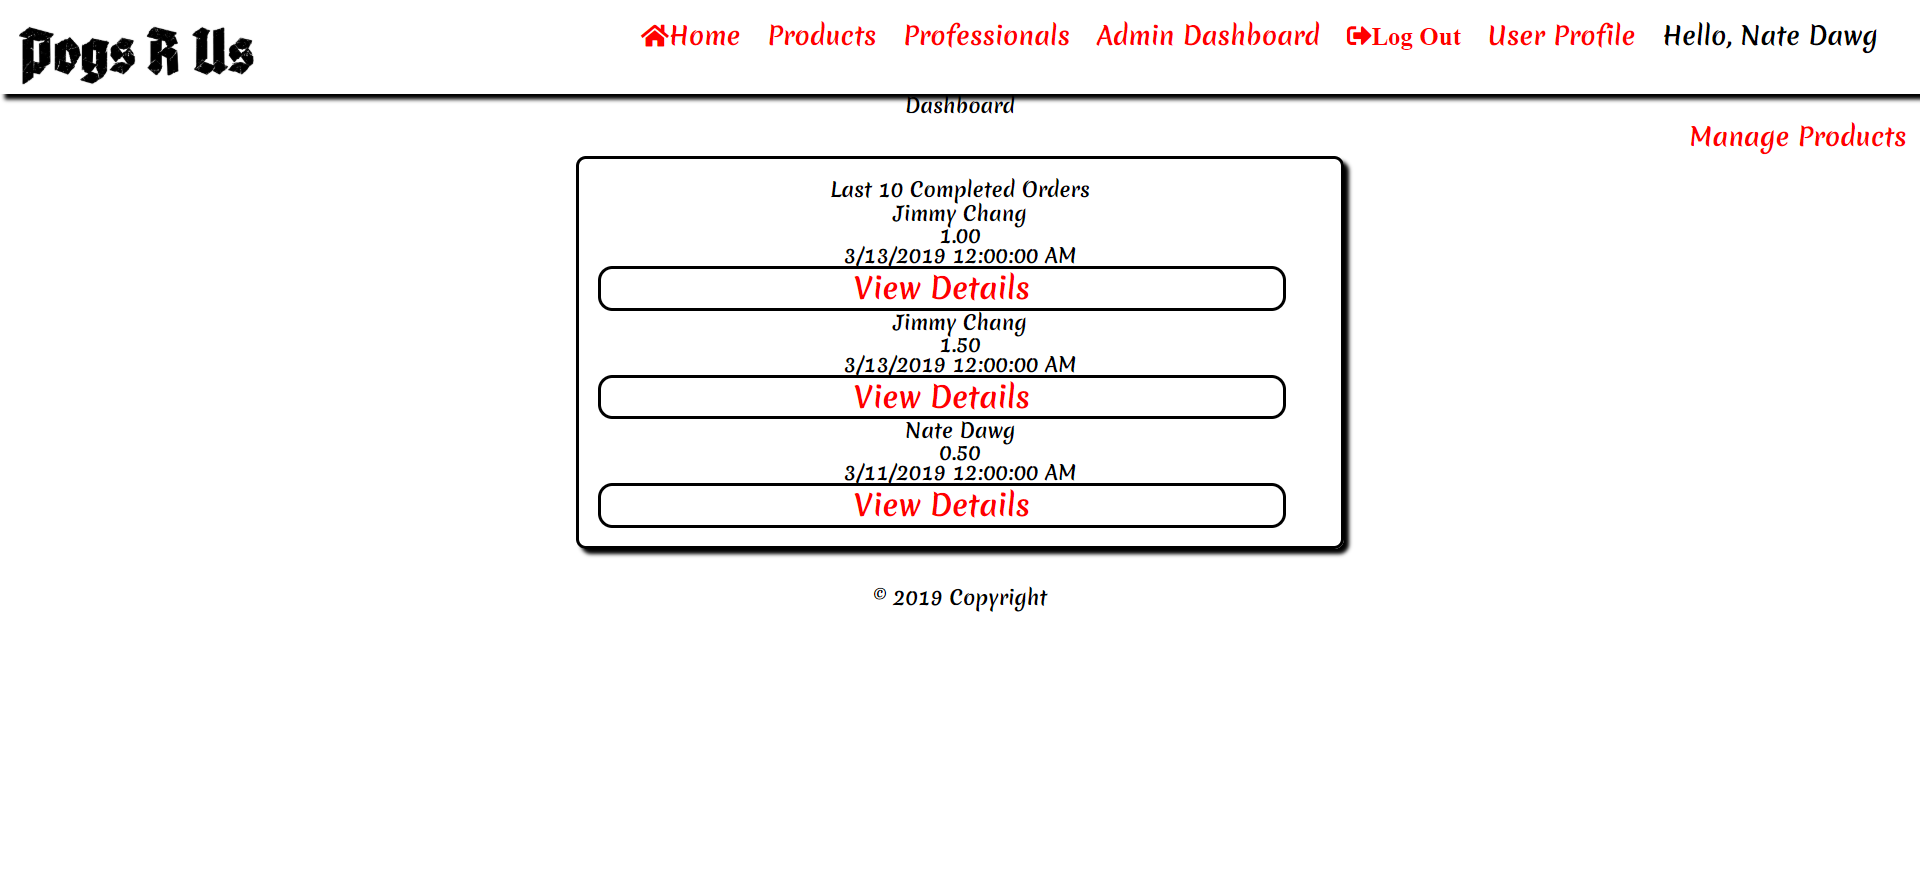 Dogs R Us
Home Products Professionals Admin Dashboard Log Out User Profile Hello, Nate Dawg
Dashboard
Manage Products
Last 10 Completed Orders
Jimmy Chang
1.00
3/13/2019 12:00:00 AM
View Details
Jimmy Chang
1.50
3/13/2019 12:00:00 AM
View Details
Nate Dawg
0.50
3/11/2019 12:00:00 AM
View Details
© 2019 Copyright